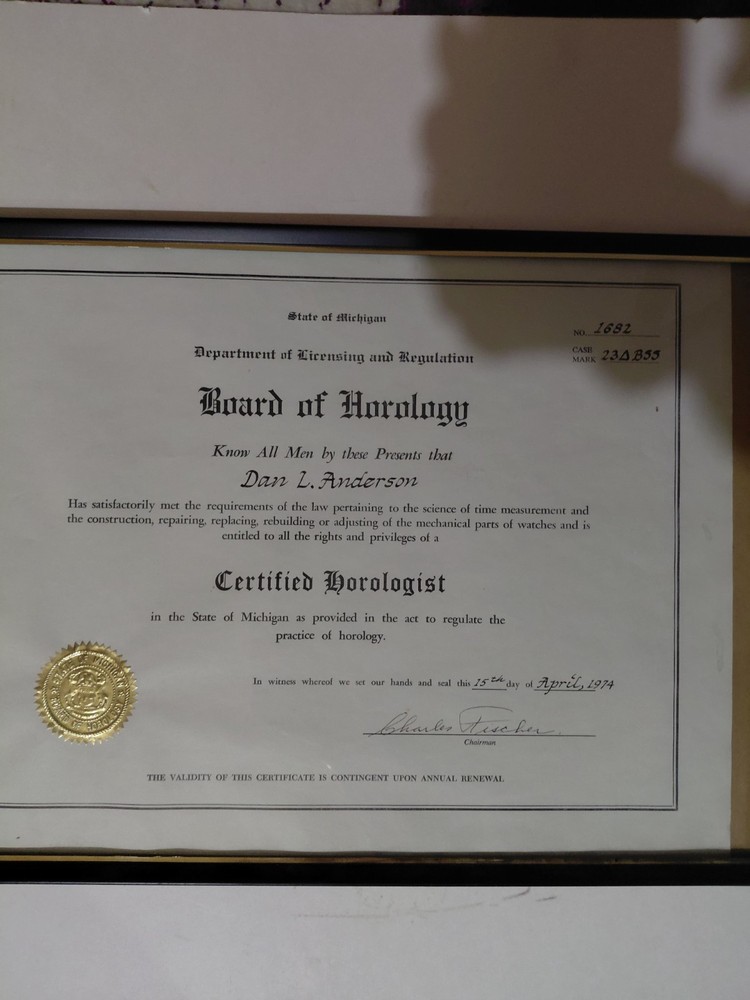 State of Michigan
NO. 1682
Department of Licensing and Regulation
CASE
MARK 23ΔB55
Board of Horology
Know All Men by these Presents that
Dan L. Anderson
Has satisfactorily met the requirements of the law pertaining to the science of time measurement and
the construction, repairing, replacing, rebuilding or adjusting of the mechanical parts of watches and is
entitled to all the rights and privileges of a
Certified Horologist
in the State of Michigan as provided in the act to regulate the
practice of horology.
In witness whereof we set our hands and seal this 15th day of April, 1974
Charles Fischer
Chairman
THE VALIDITY OF THIS CERTIFICATE IS CONTINGENT UPON ANNUAL RENEWAL